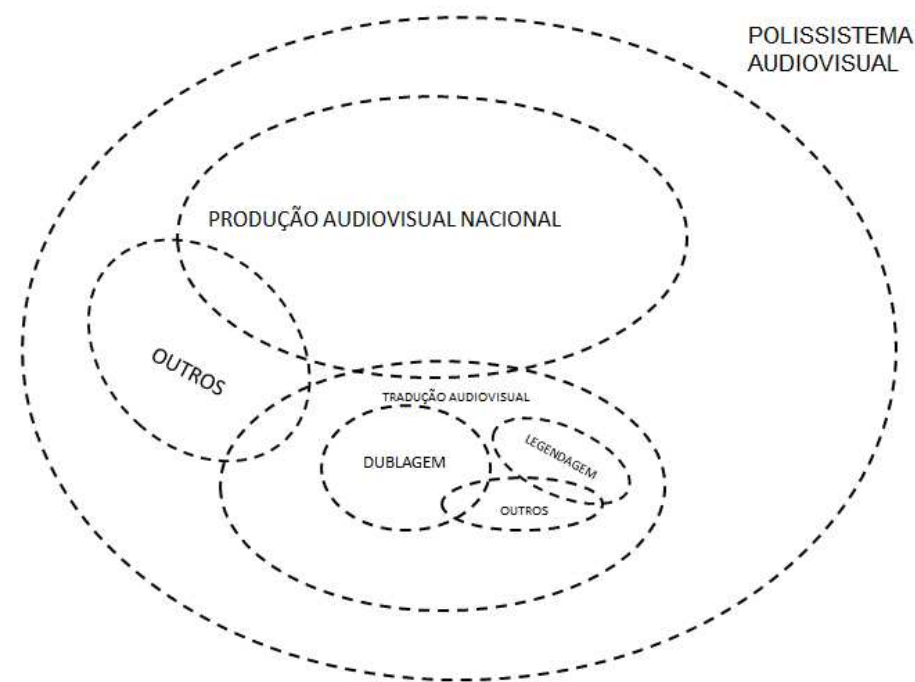 POLISSISTEMA
AUDIOVISUAL
PRODUÇÃO AUDIOVISUAL NACIONAL
OUTROS
TRADUÇÃO AUDIOVISUAL
DUBLAGEM
LEGENDAGEM
OUTROS